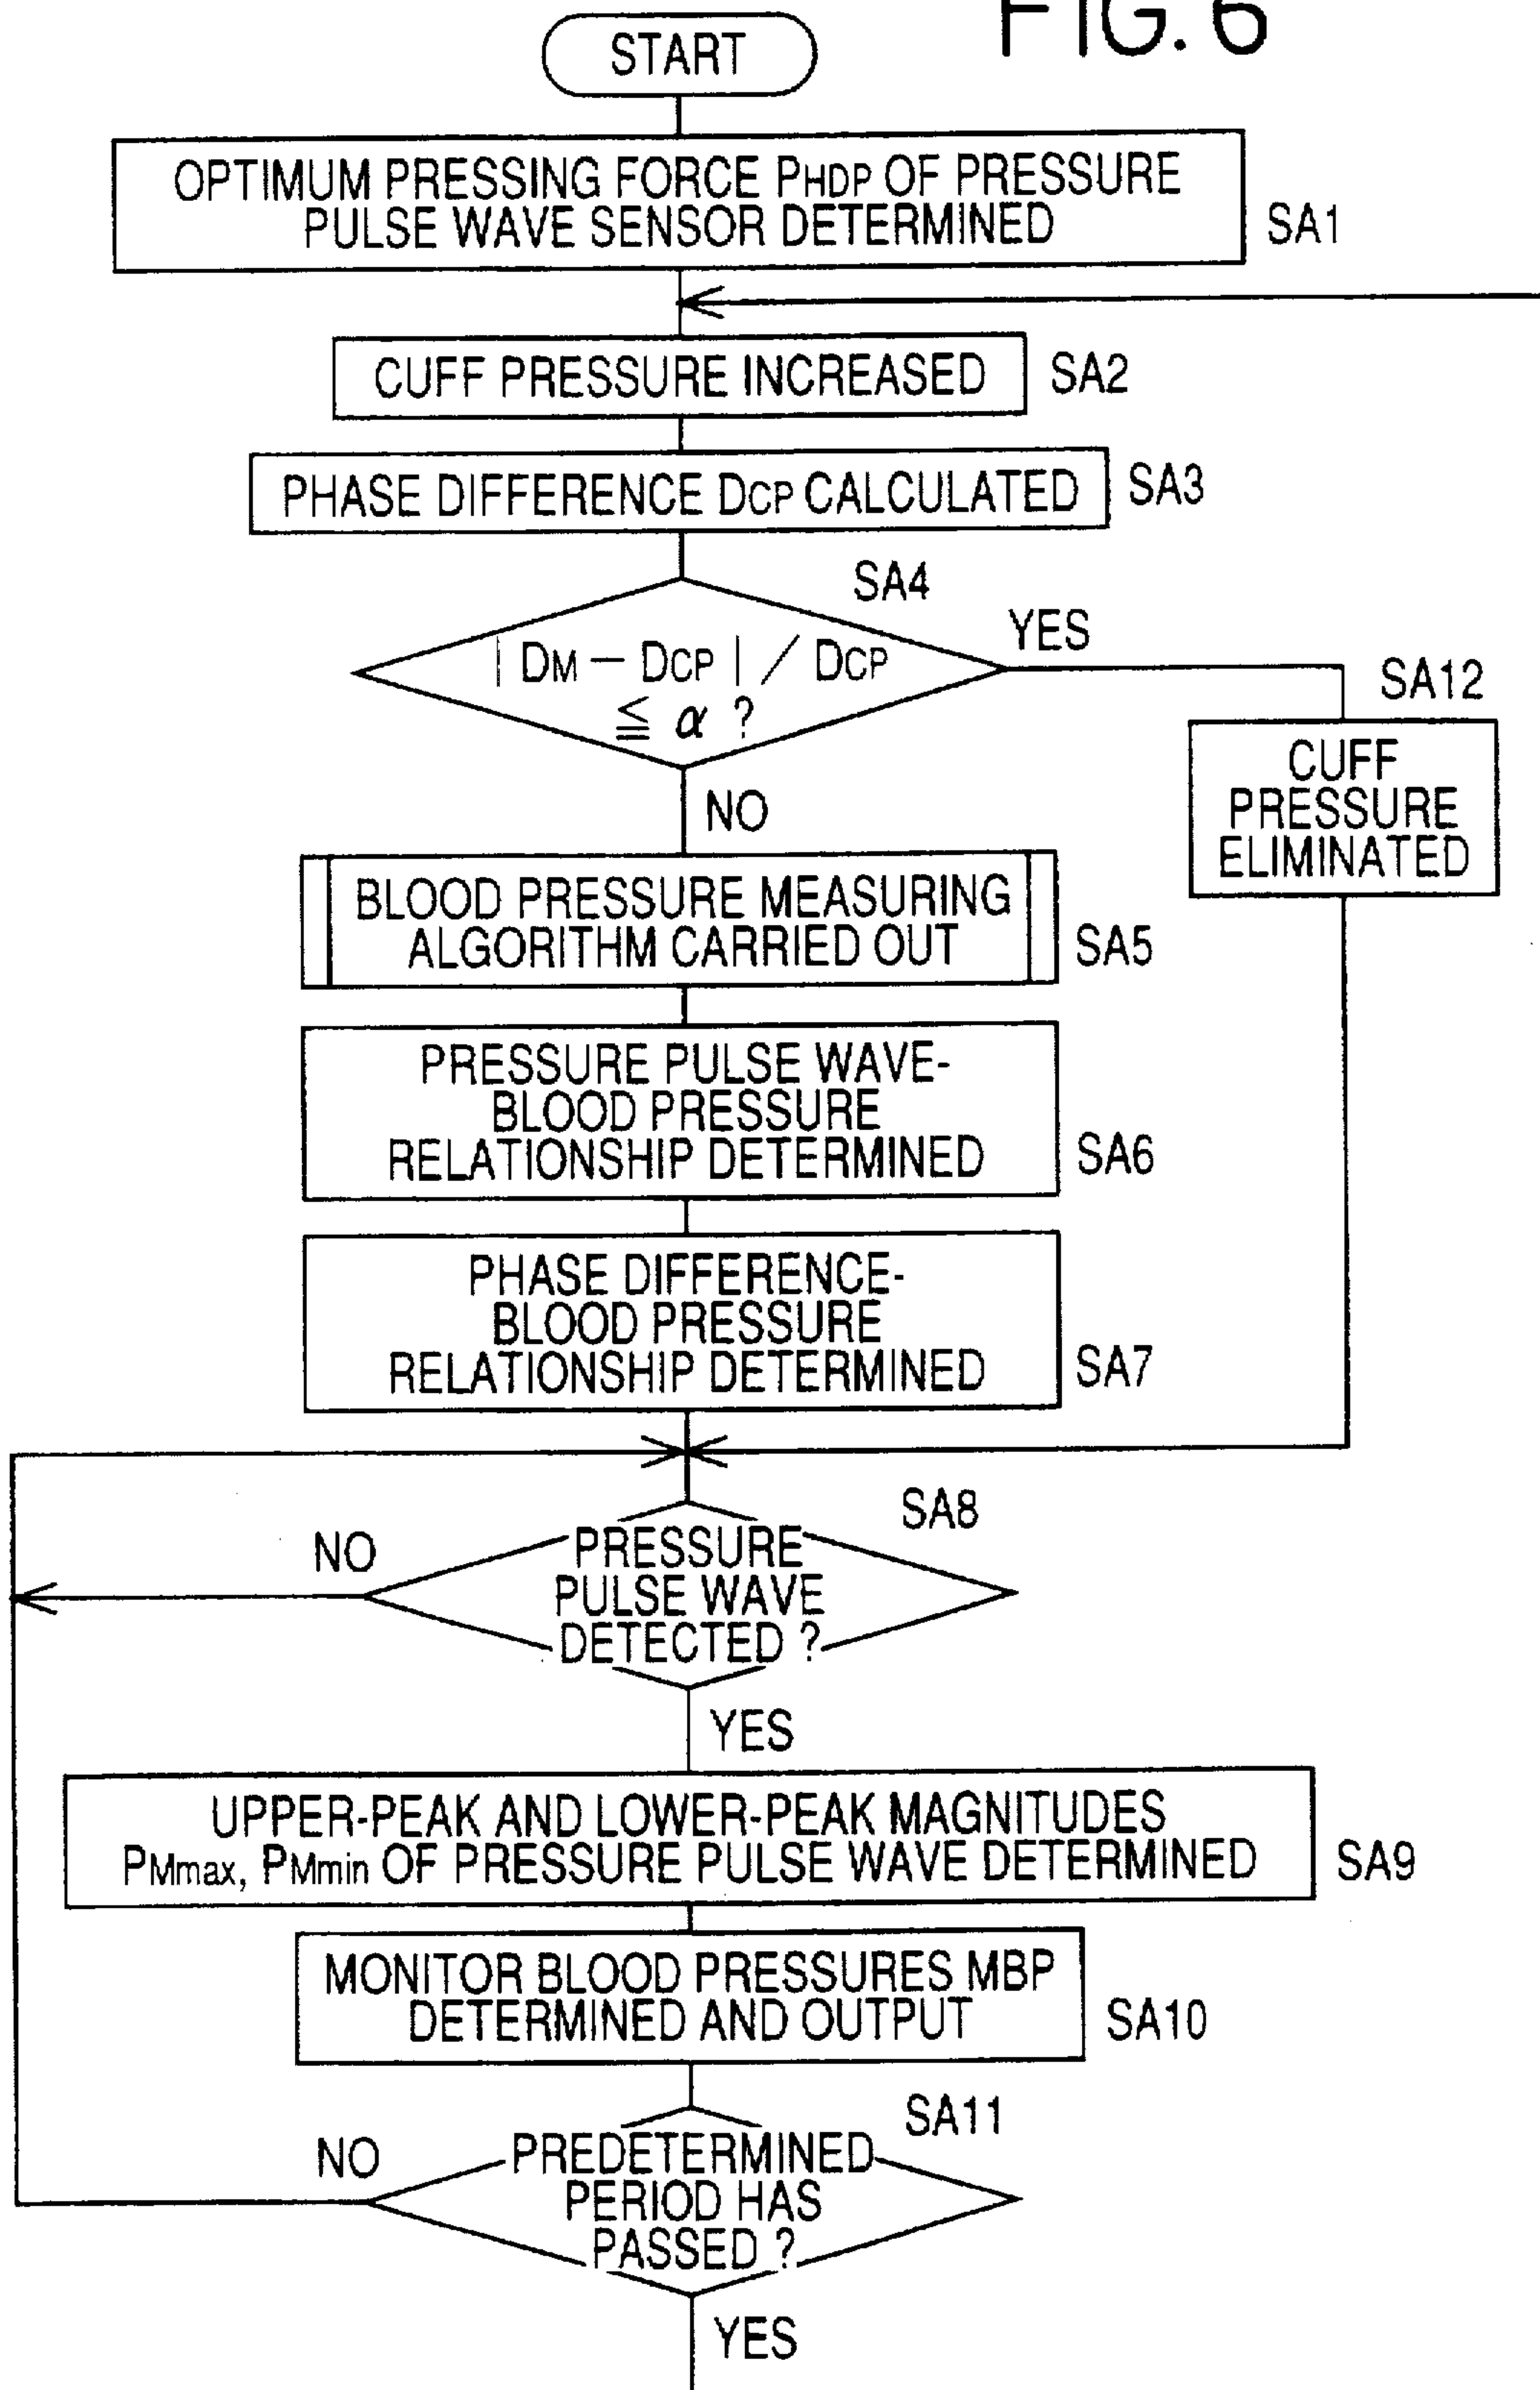 FIG. 6
START
OPTIMUM PRESSING FORCE PHDP OF PRESSURE
PULSE WAVE SENSOR DETERMINED
SA1
CUFF PRESSURE INCREASED
SA2
PHASE DIFFERENCE DCP CALCULATED
SA3
SA4
| DM − DCP | / DCP
≦ α ?
YES
NO
SA12
CUFF
PRESSURE
ELIMINATED
BLOOD PRESSURE MEASURING
ALGORITHM CARRIED OUT
SA5
PRESSURE PULSE WAVE-
BLOOD PRESSURE
RELATIONSHIP DETERMINED
SA6
PHASE DIFFERENCE-
BLOOD PRESSURE
RELATIONSHIP DETERMINED
SA7
SA8
NO
PRESSURE
PULSE WAVE
DETECTED ?
YES
UPPER-PEAK AND LOWER-PEAK MAGNITUDES
PMmax, PMmin OF PRESSURE PULSE WAVE DETERMINED
SA9
MONITOR BLOOD PRESSURES MBP
DETERMINED AND OUTPUT
SA10
SA11
NO
PREDETERMINED
PERIOD HAS
PASSED ?
YES